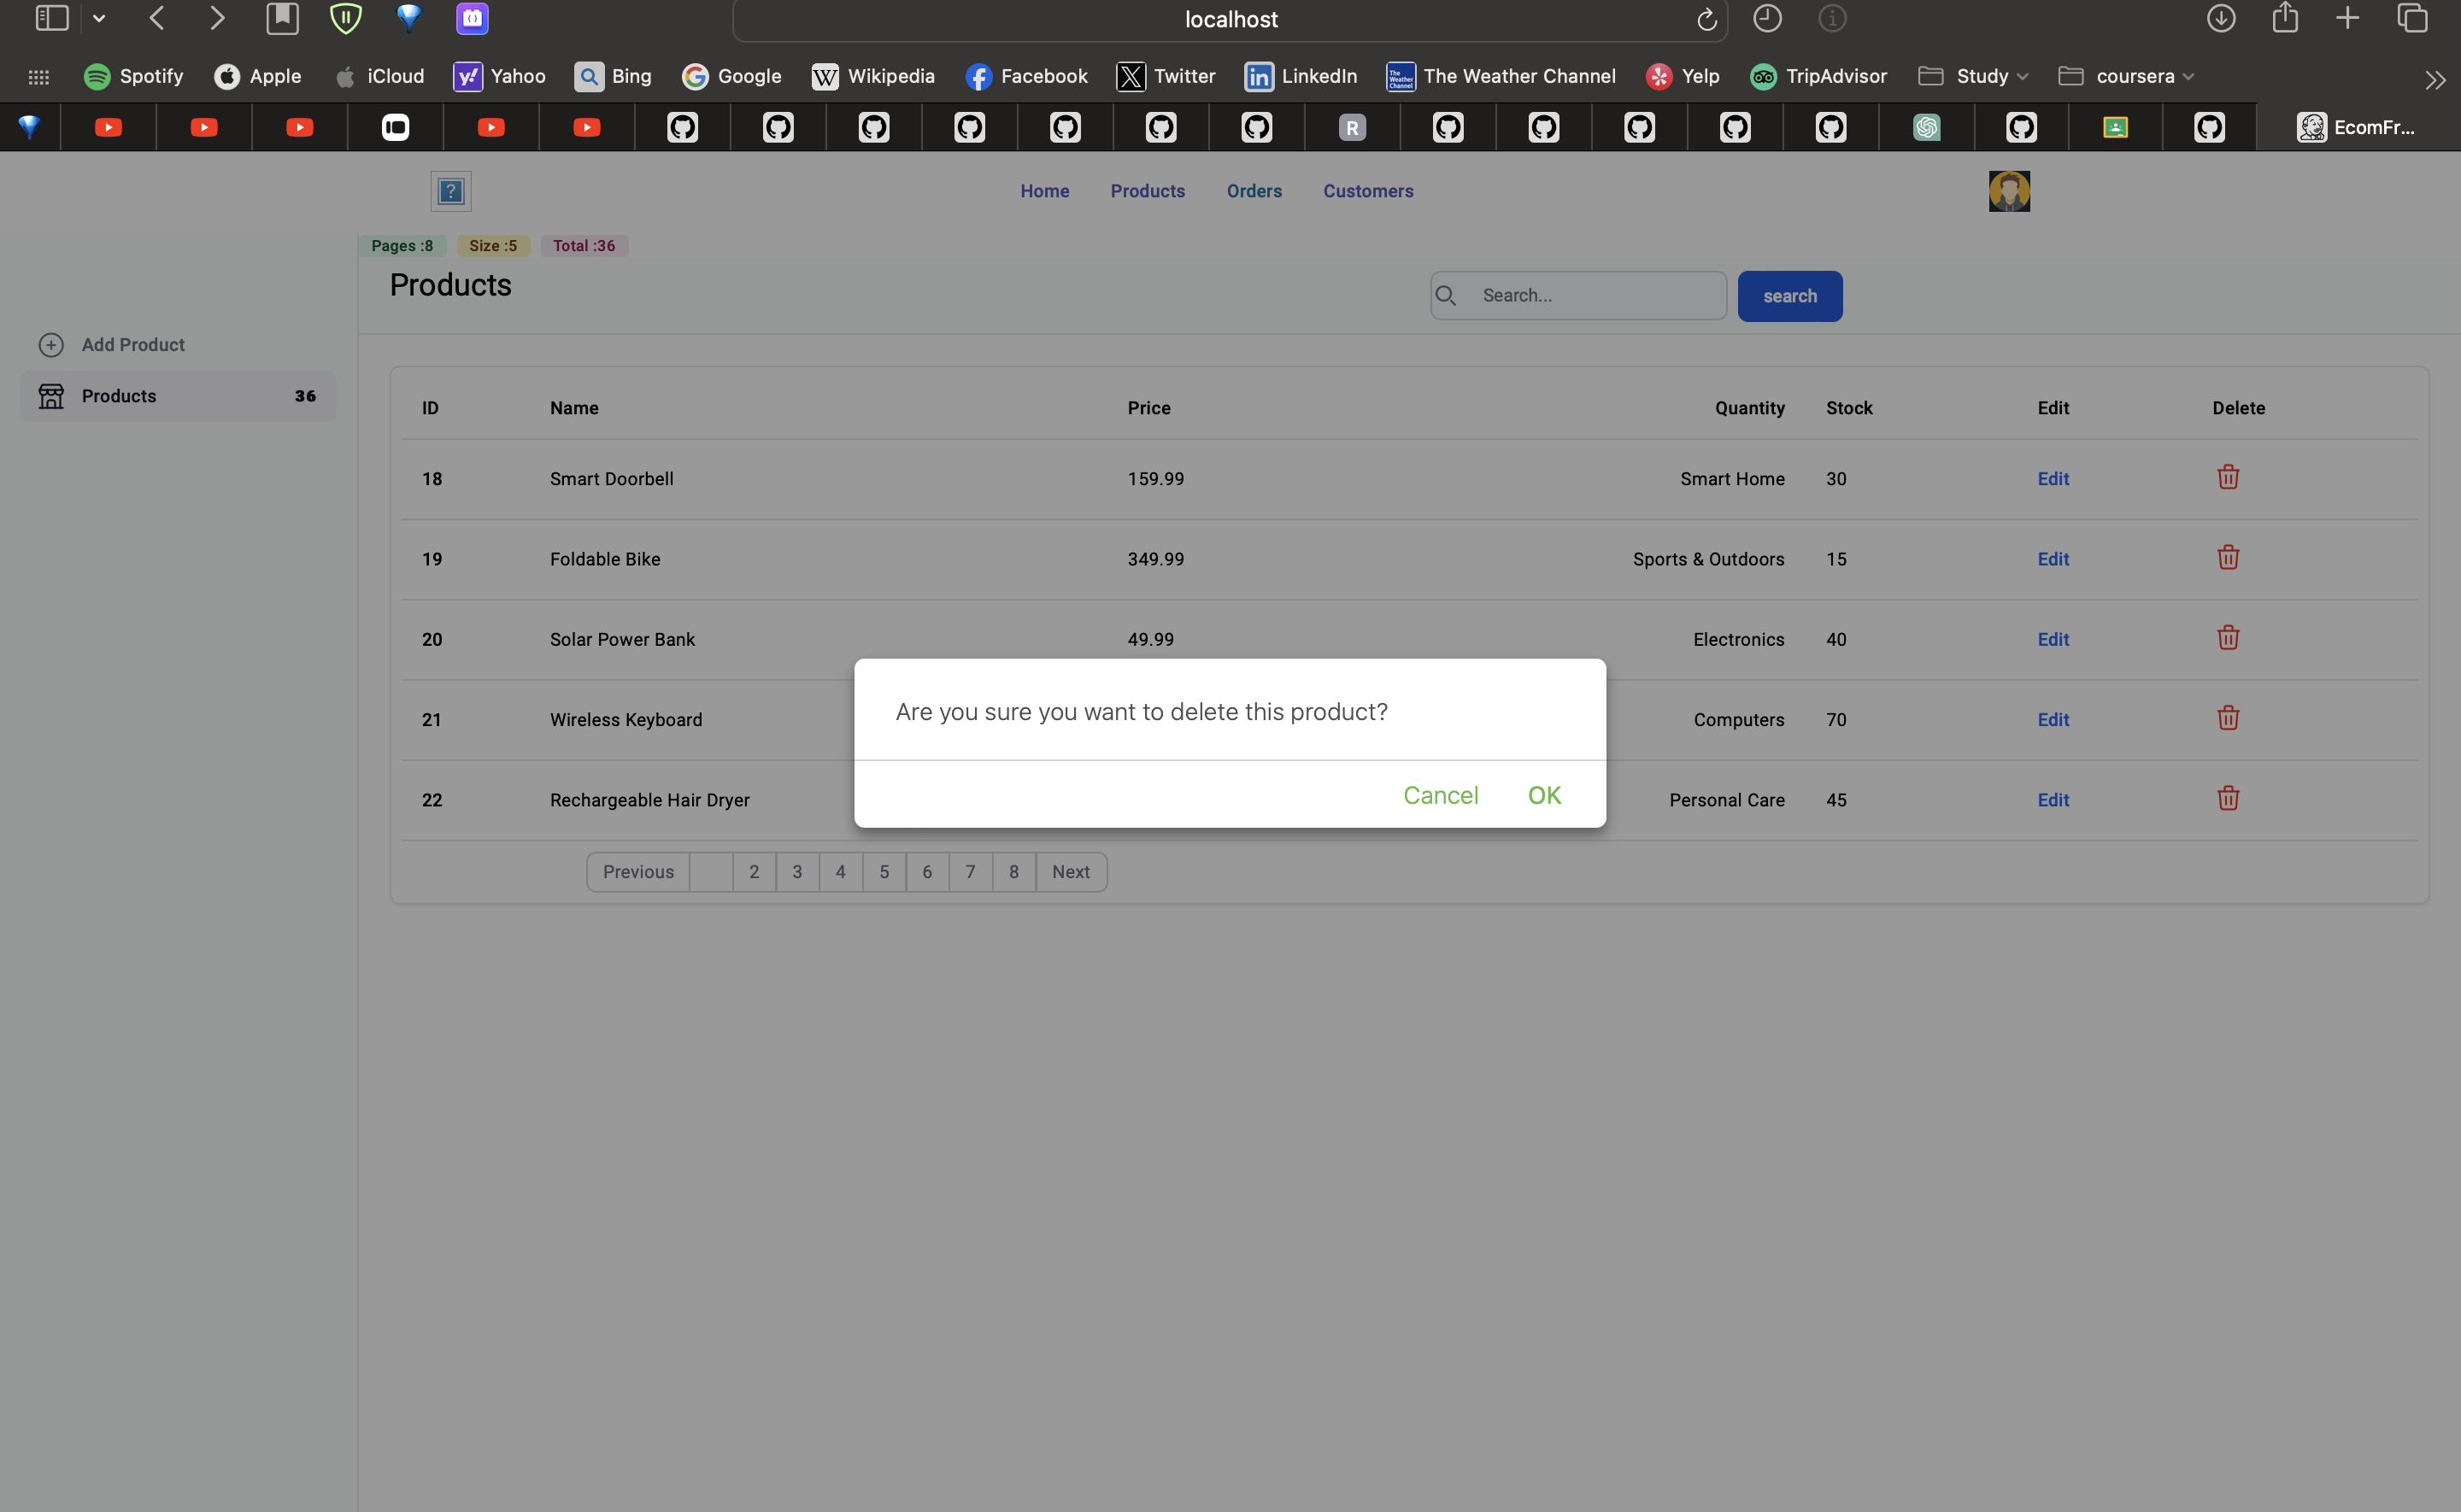 localhost
Spotify Apple iCloud Yahoo Bing Google Wikipedia Facebook Twitter LinkedIn The Weather Channel Yelp TripAdvisor Study coursera
EcomFr...
Home Products Orders Customers
Pages :8 Size :5 Total :36
Products
Search... search
Add Product
Products 36
ID Name Price Quantity Stock Edit Delete
18 Smart Doorbell 159.99 Smart Home 30 Edit
19 Foldable Bike 349.99 Sports & Outdoors 15 Edit
20 Solar Power Bank 49.99 Electronics 40 Edit
21 Wireless Keyboard Computers 70 Edit
22 Rechargeable Hair Dryer Personal Care 45 Edit
Are you sure you want to delete this product?
Cancel OK
Previous 2 3 4 5 6 7 8 Next